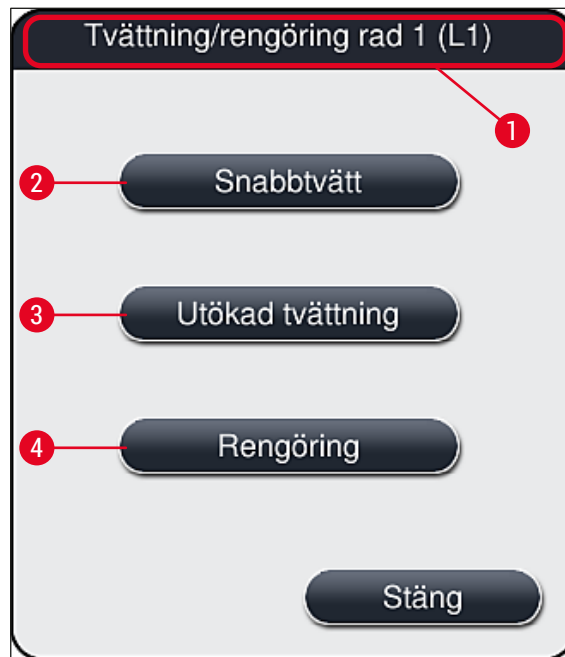 Tvättning/rengöring rad 1 (L1)
1
2 Snabbtvätt
3 Utökad tvättning
4 Rengöring
Stäng